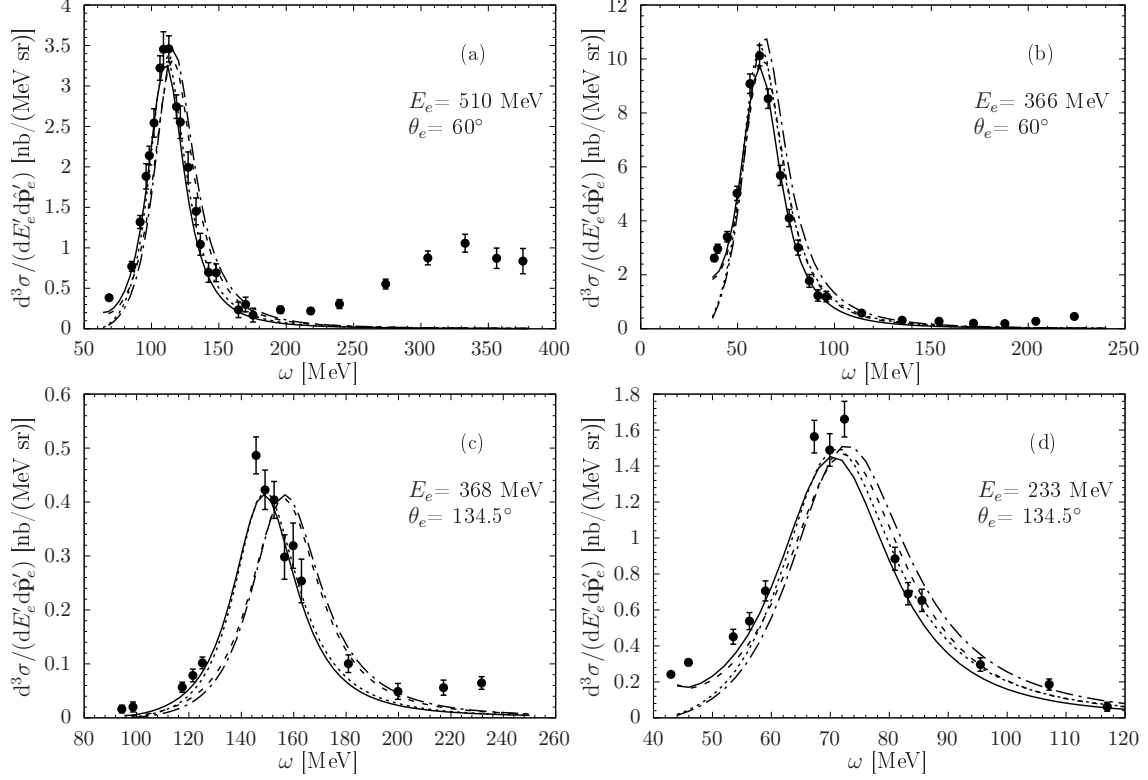 4
3.5
3
2.5
2
1.5
1
0.5
0
50 100 150 200 250 300 350 400
ω [MeV]
d³σ/(dE′ₑdp̂′ₑ) [nb/(MeV sr)]
(a)
Eₑ= 510 MeV
θₑ= 60°
12
10
8
6
4
2
0
0 50 100 150 200 250
ω [MeV]
d³σ/(dE′ₑdp̂′ₑ) [nb/(MeV sr)]
(b)
Eₑ= 366 MeV
θₑ= 60°
0.6
0.5
0.4
0.3
0.2
0.1
0
80 100 120 140 160 180 200 220 240 260
ω [MeV]
d³σ/(dE′ₑdp̂′ₑ) [nb/(MeV sr)]
(c)
Eₑ= 368 MeV
θₑ= 134.5°
1.8
1.6
1.4
1.2
1
0.8
0.6
0.4
0.2
0
40 50 60 70 80 90 100 110 120
ω [MeV]
d³σ/(dE′ₑdp̂′ₑ) [nb/(MeV sr)]
(d)
Eₑ= 233 MeV
θₑ= 134.5°